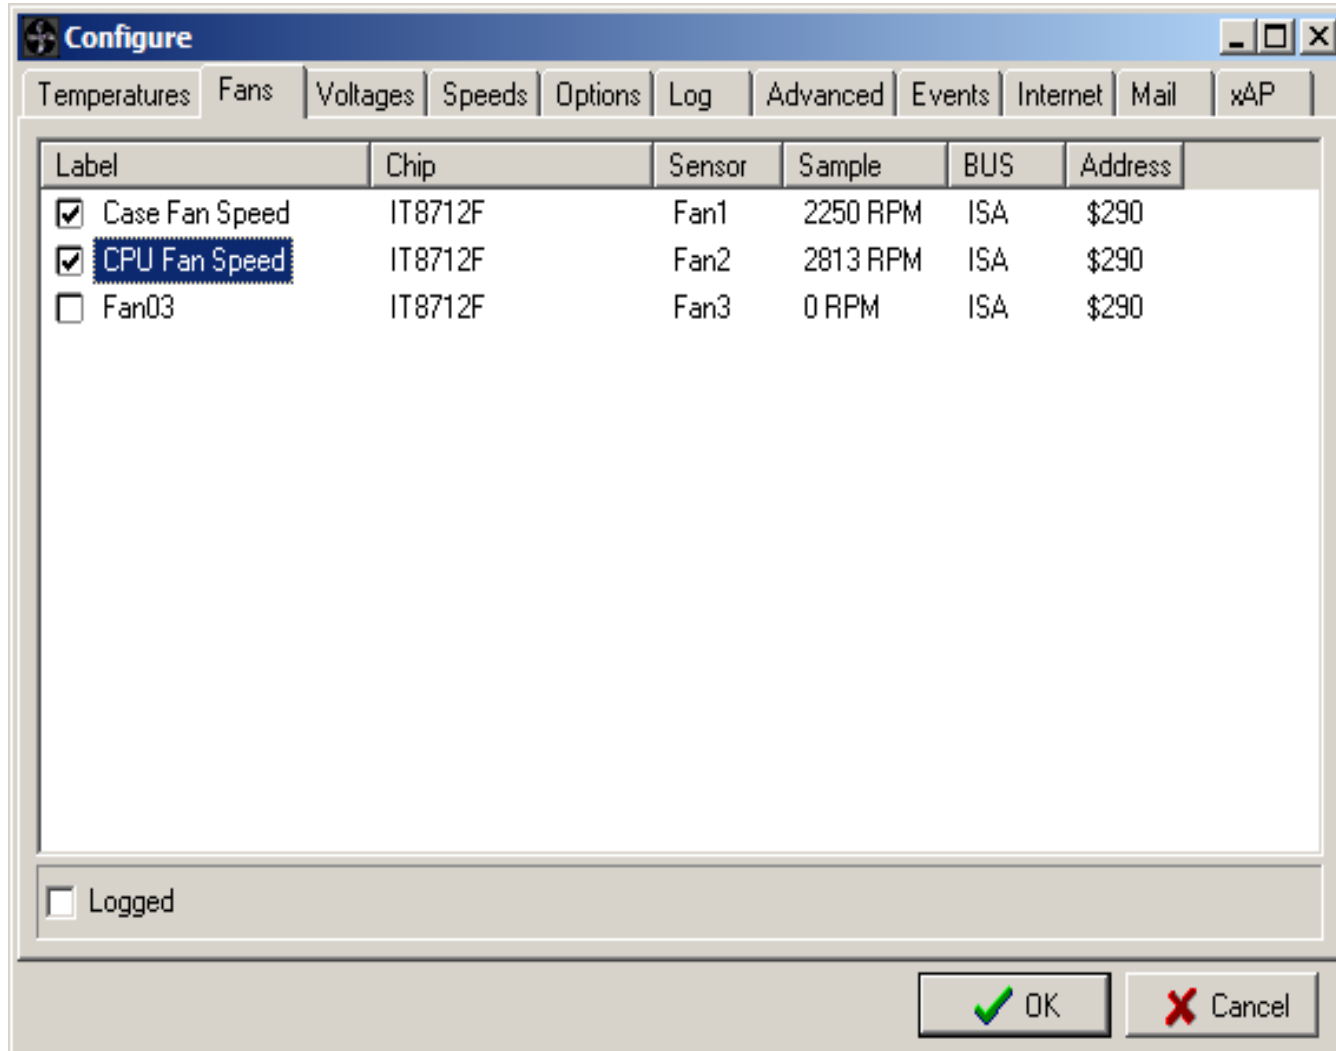 Configure
Temperatures Fans Voltages Speeds Options Log Advanced Events Internet Mail xAP
Label Chip Sensor Sample BUS Address
Case Fan Speed IT8712F Fan1 2250 RPM ISA $290
CPU Fan Speed IT8712F Fan2 2813 RPM ISA $290
Fan03 IT8712F Fan3 0 RPM ISA $290
Logged
OK Cancel